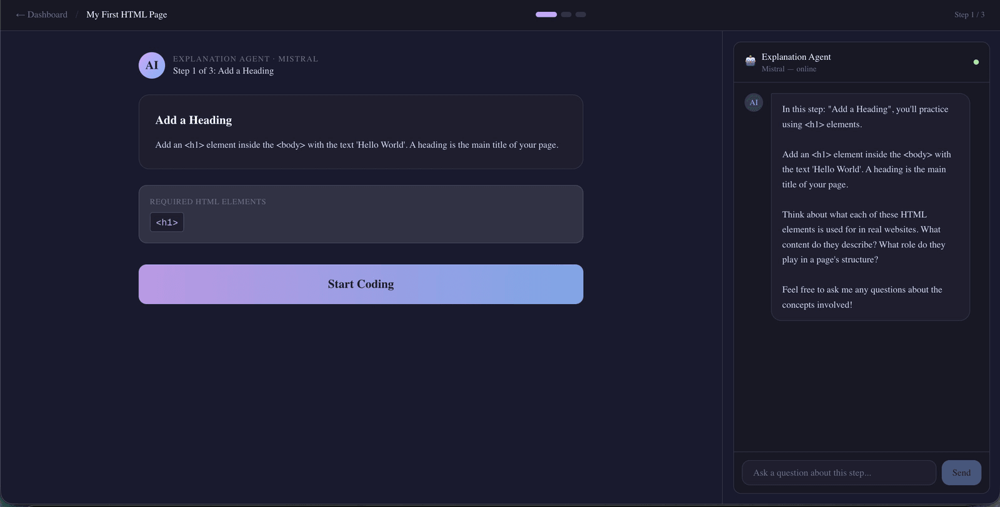 ← Dashboard / My First HTML Page
Step 1 / 3
AI
EXPLANATION AGENT · MISTRAL
Step 1 of 3: Add a Heading
Add a Heading
Add an <h1> element inside the <body> with the text 'Hello World'. A heading is the main title of your page.
REQUIRED HTML ELEMENTS
<h1>
Start Coding
Explanation Agent
Mistral — online
AI
In this step: "Add a Heading", you'll practice
using <h1> elements.
Add an <h1> element inside the <body> with
the text 'Hello World'. A heading is the main
title of your page.
Think about what each of these HTML
elements is used for in real websites. What
content do they describe? What role do they
play in a page's structure?
Feel free to ask me any questions about the
concepts involved!
Ask a question about this step...
Send